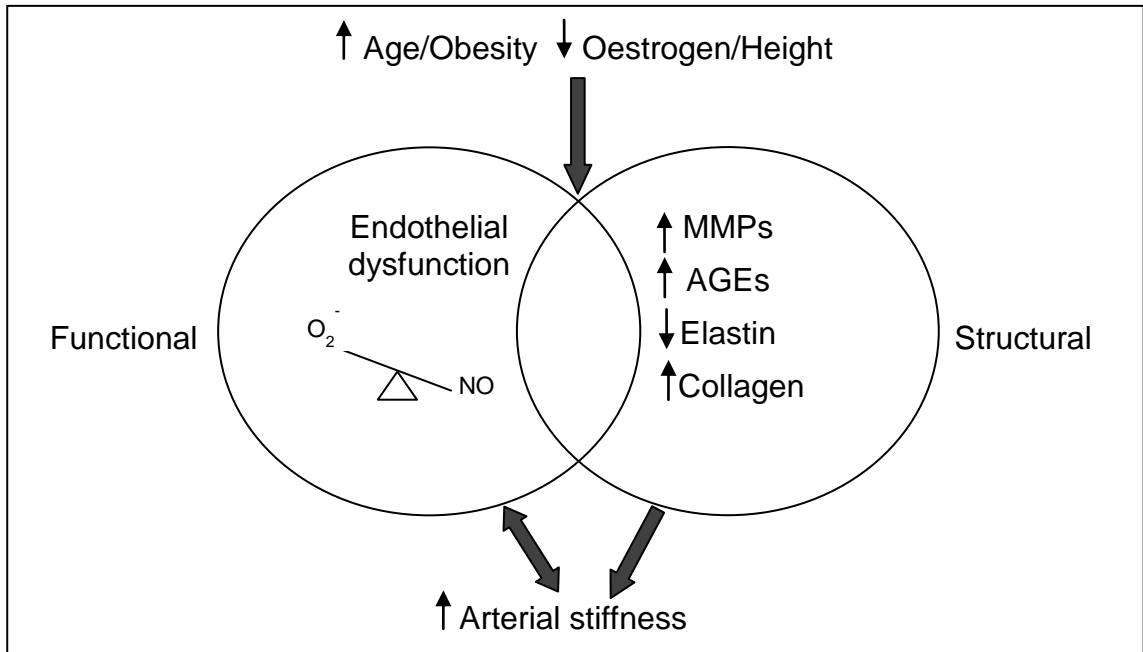 ↑ Age/Obesity ↓ Oestrogen/Height
Endothelial
dysfunction
↑ MMPs
↑ AGEs
↓ Elastin
↑ Collagen
Functional
O₂⁻
NO
Structural
↑ Arterial stiffness